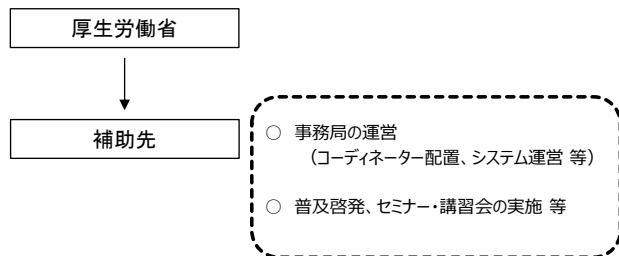 厚生労働省
補助先
○ 事務局の運営
（コーディネーター配置、システム運営 等）
○ 普及啓発、セミナー・講習会の実施 等